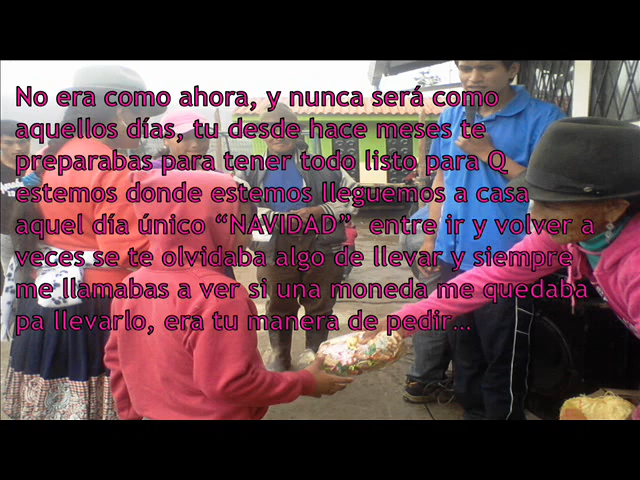 No era como ahora, y nunca será como
aquellos días, tu desde hace meses te
preparabas para tener todo listo para Q
estemos donde estemos lleguemos a casa
aquel día único “NAVIDAD”  entre ir y volver a
veces se te olvidaba algo de llevar y siempre
me llamabas a ver si una moneda me quedaba
pa llevarlo, era tu manera de pedir…